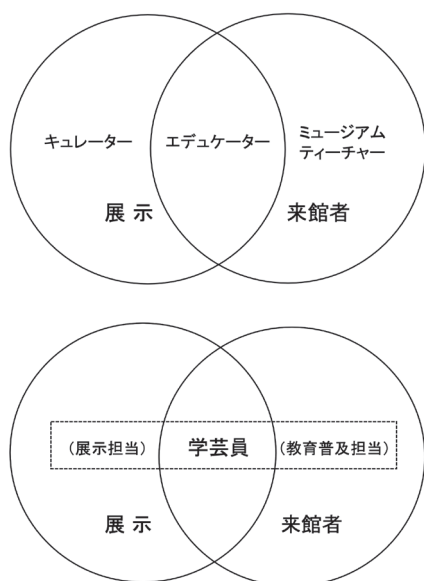 キュレーター
エデュケーター
ミュージアム
ティーチャー
展 示
来館者
(展示担当)
学芸員
(教育普及担当)
展 示
来館者